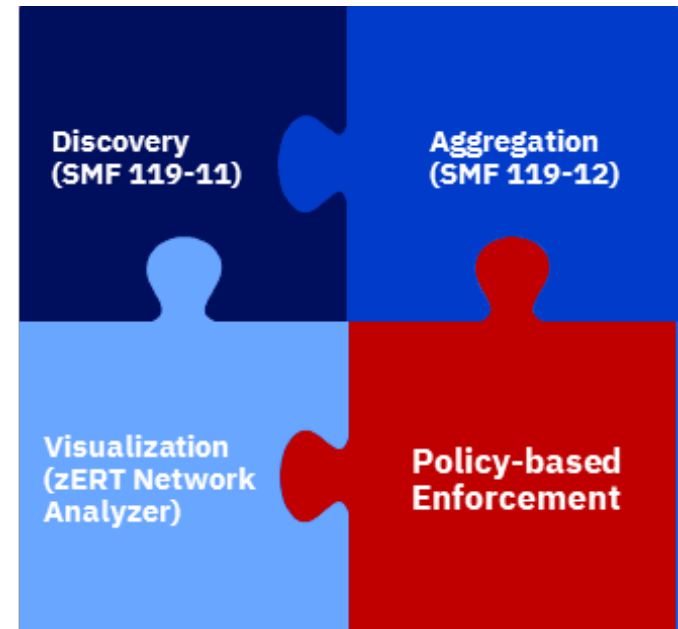 Discovery
(SMF 119-11)
Aggregation
(SMF 119-12)
Visualization
(zERT Network
Analyzer)
Policy-based
Enforcement